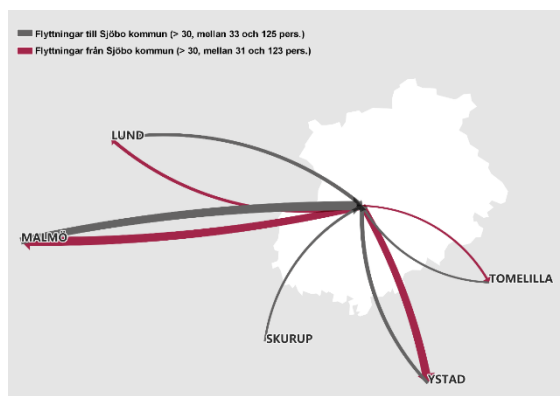 Flyttningar till Sjöbo kommun (> 30, mellan 33 och 125 pers.)
Flyttningar från Sjöbo kommun (> 30, mellan 31 och 123 pers.)
LUND
MALMÖ
TOMELILLA
SKURUP
YSTAD